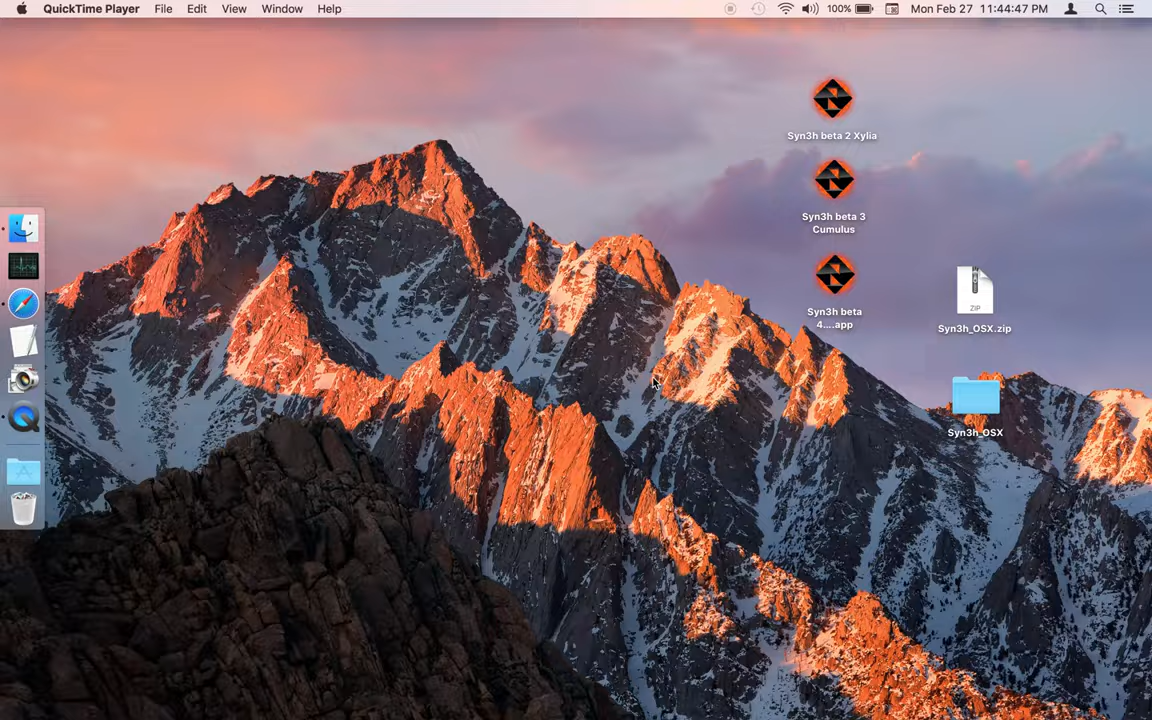 QuickTime Player File Edit View Window Help 100% Mon Feb 27 11:44:47 PM
Syn3h beta 2 Xylia
Syn3h beta 3
Cumulus
Syn3h beta
4....app
ZIP
Syn3h_OSX.zip
Syn3h_OSX